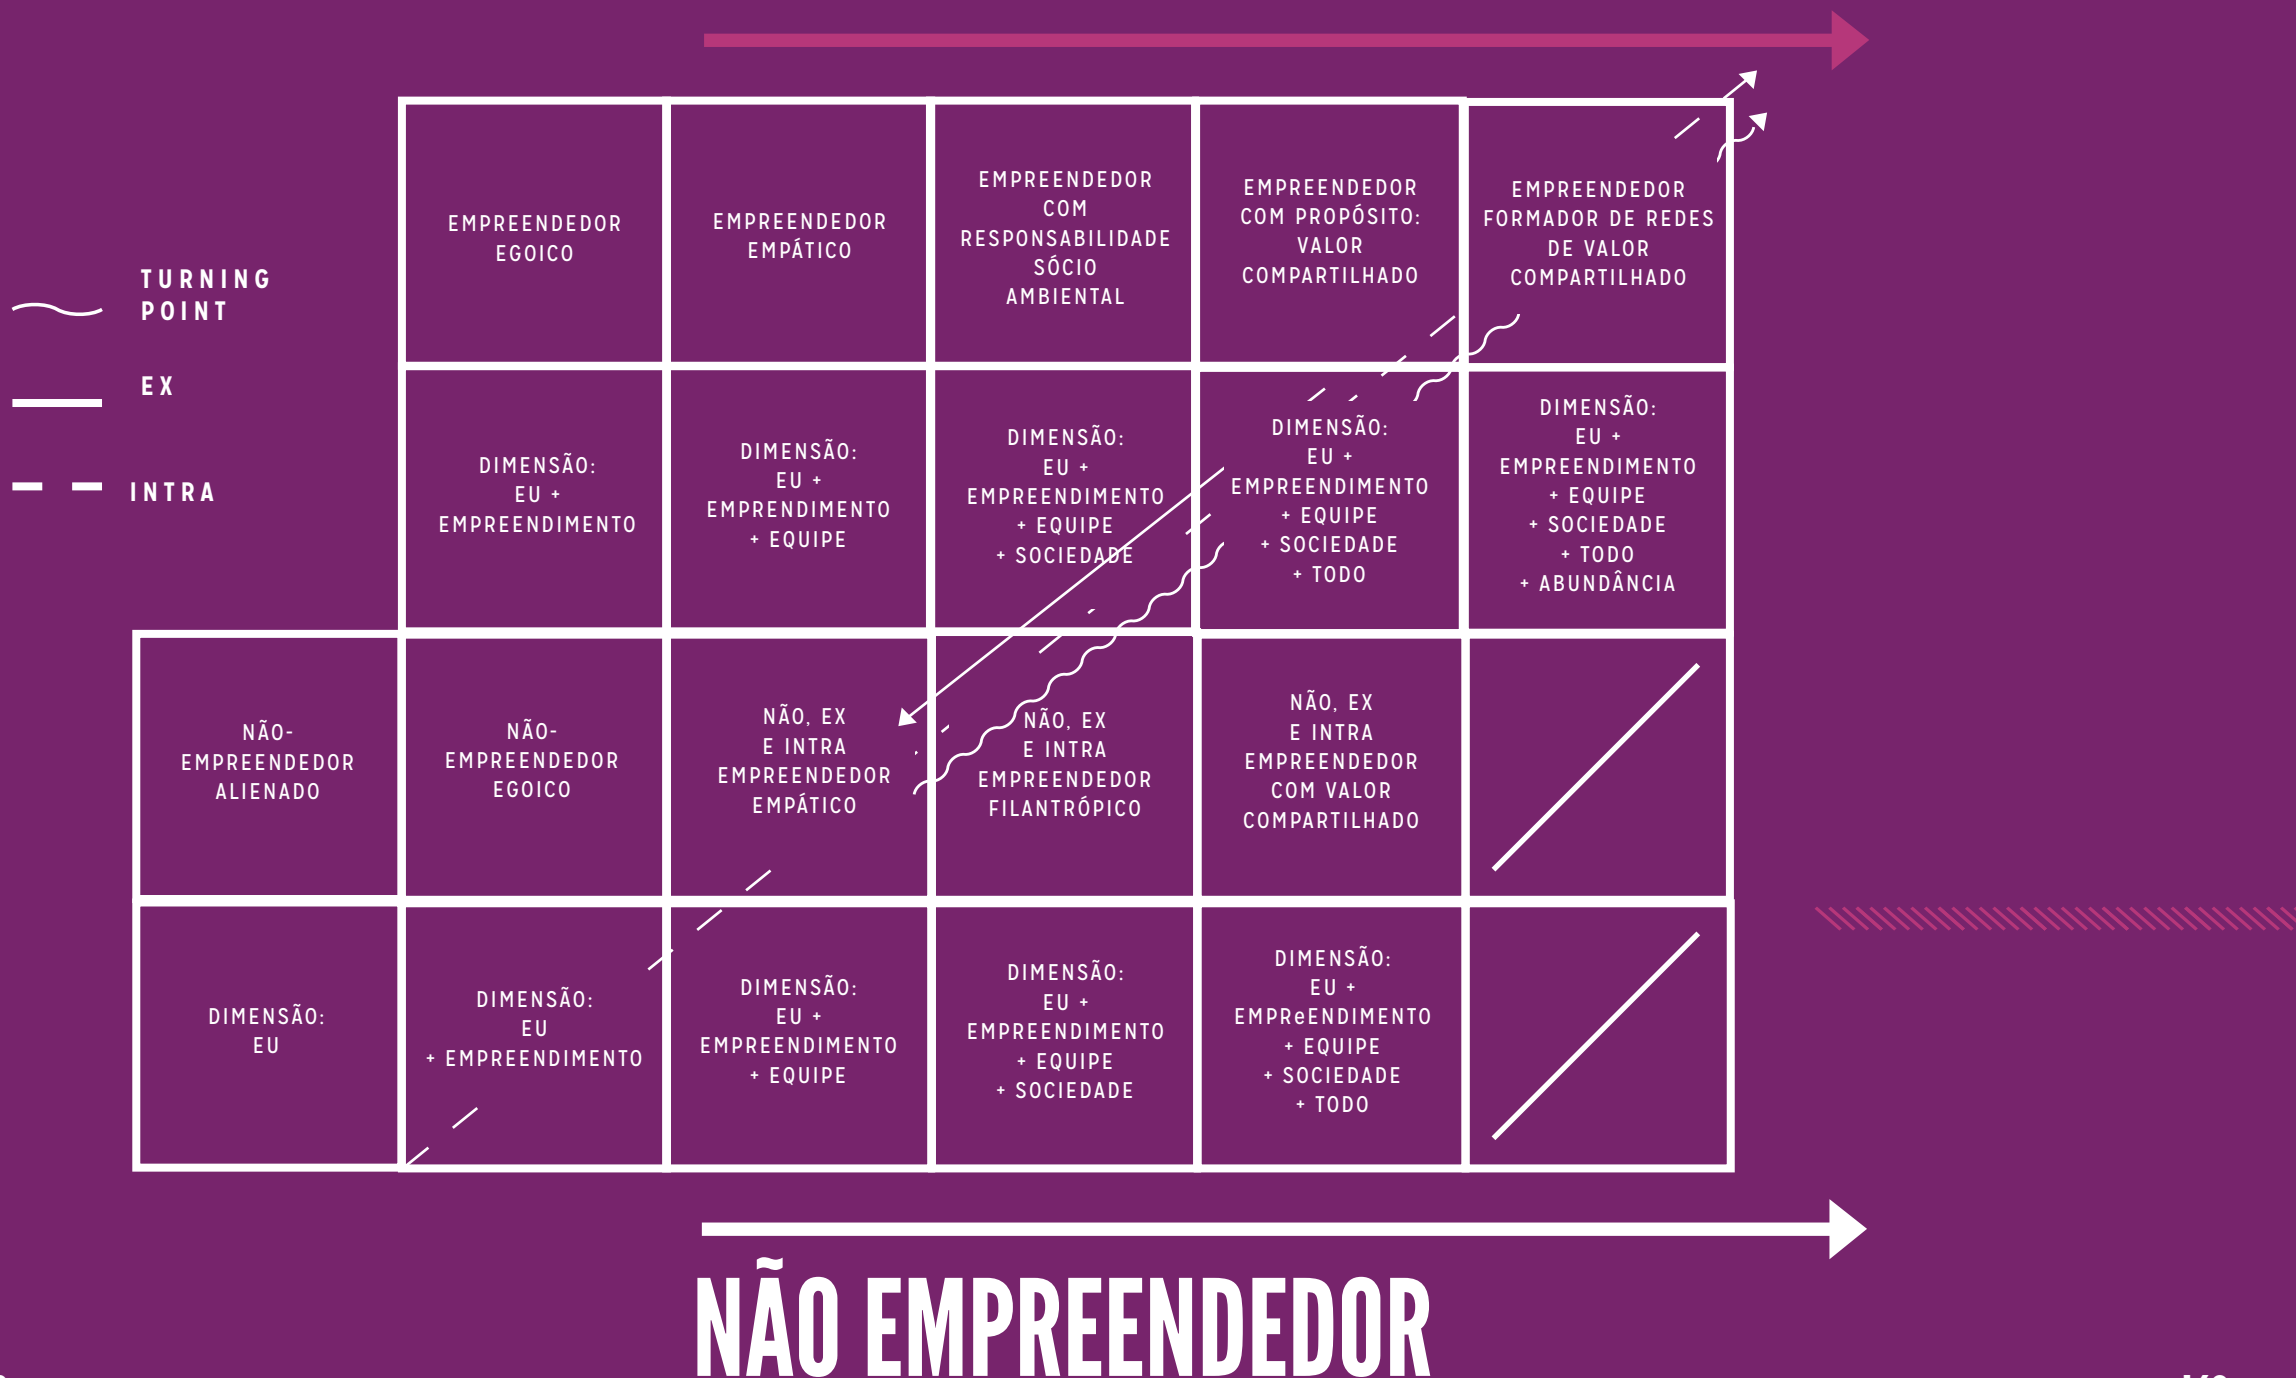 TURNING
POINT
EX
INTRA
EMPREENDEDOR
EGOICO
EMPREENDEDOR
EMPÁTICO
EMPREENDEDOR
COM
RESPONSABILIDADE
SÓCIO
AMBIENTAL
EMPREENDEDOR
COM PROPÓSITO:
VALOR
COMPARTILHADO
EMPREENDEDOR
FORMADOR DE REDES
DE VALOR
COMPARTILHADO
DIMENSÃO:
EU +
EMPREENDIMENTO
DIMENSÃO:
EU +
EMPRENDIMENTO
+ EQUIPE
DIMENSÃO:
EU +
EMPREENDIMENTO
+ EQUIPE
+ SOCIEDADE
DIMENSÃO:
EU +
EMPREENDIMENTO
+ EQUIPE
+ SOCIEDADE
+ TODO
DIMENSÃO:
EU +
EMPREENDIMENTO
+ EQUIPE
+ SOCIEDADE
+ TODO
+ ABUNDÂNCIA
NÃO-
EMPREENDEDOR
ALIENADO
NÃO-
EMPREENDEDOR
EGOICO
NÃO, EX
E INTRA
EMPREENDEDOR
EMPÁTICO
NÃO, EX
E INTRA
EMPREENDEDOR
FILANTRÓPICO
NÃO, EX
E INTRA
EMPREENDEDOR
COM VALOR
COMPARTILHADO
DIMENSÃO:
EU
DIMENSÃO:
EU
+ EMPREENDIMENTO
DIMENSÃO:
EU +
EMPREENDIMENTO
+ EQUIPE
DIMENSÃO:
EU +
EMPREENDIMENTO
+ EQUIPE
+ SOCIEDADE
DIMENSÃO:
EU +
EMPReENDIMENTO
+ EQUIPE
+ SOCIEDADE
+ TODO
NÃO EMPREENDEDOR